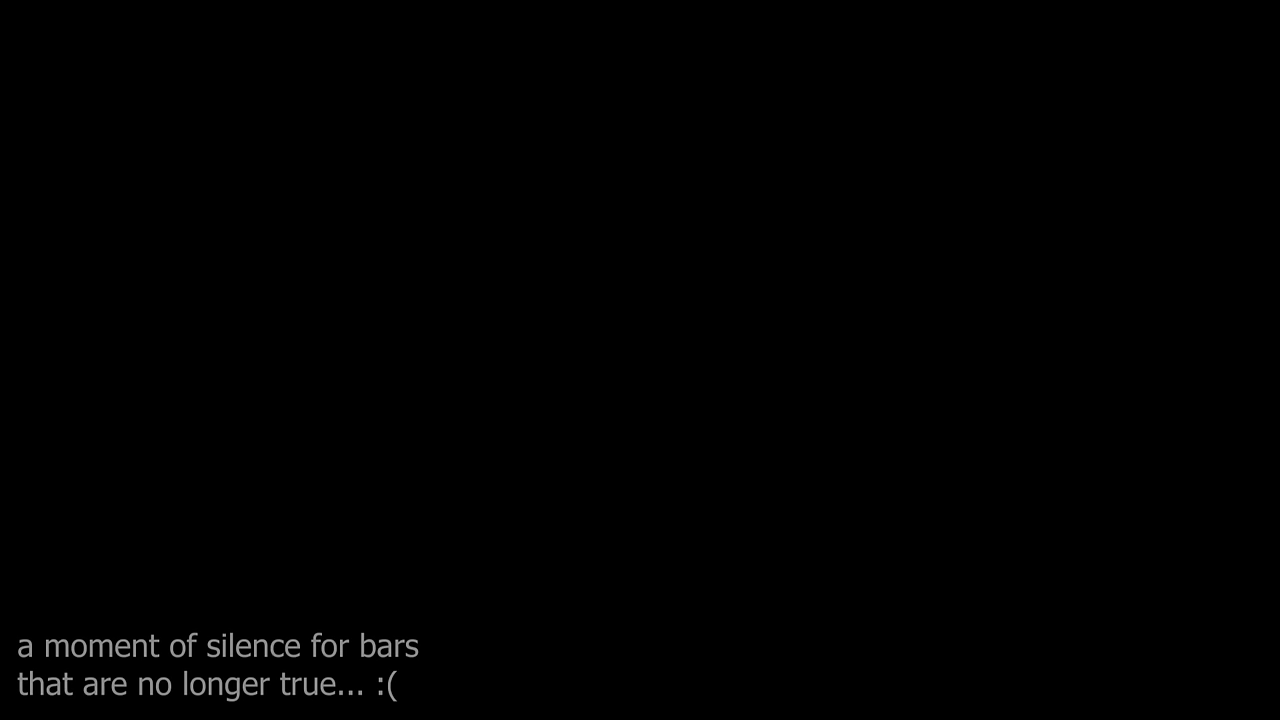 a moment of silence for bars
that are no longer true... :(